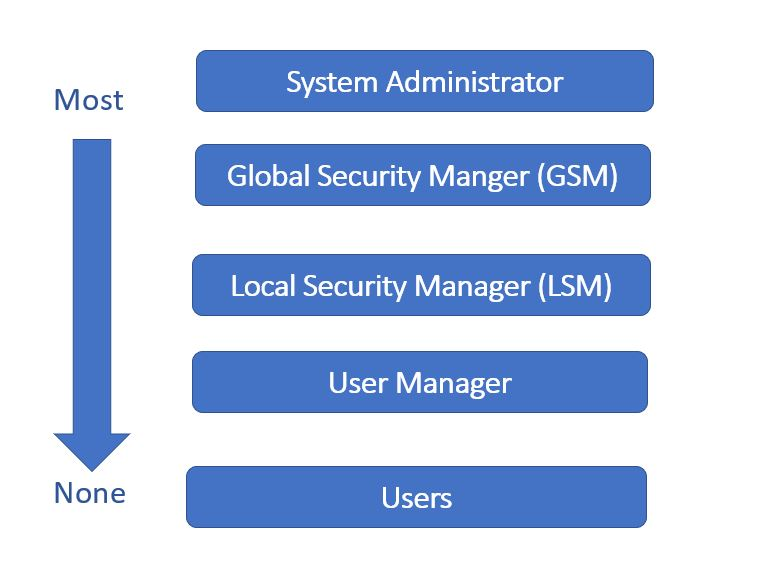 System Administrator
Most
Global Security Manger (GSM)
Local Security Manager (LSM)
User Manager
None
Users